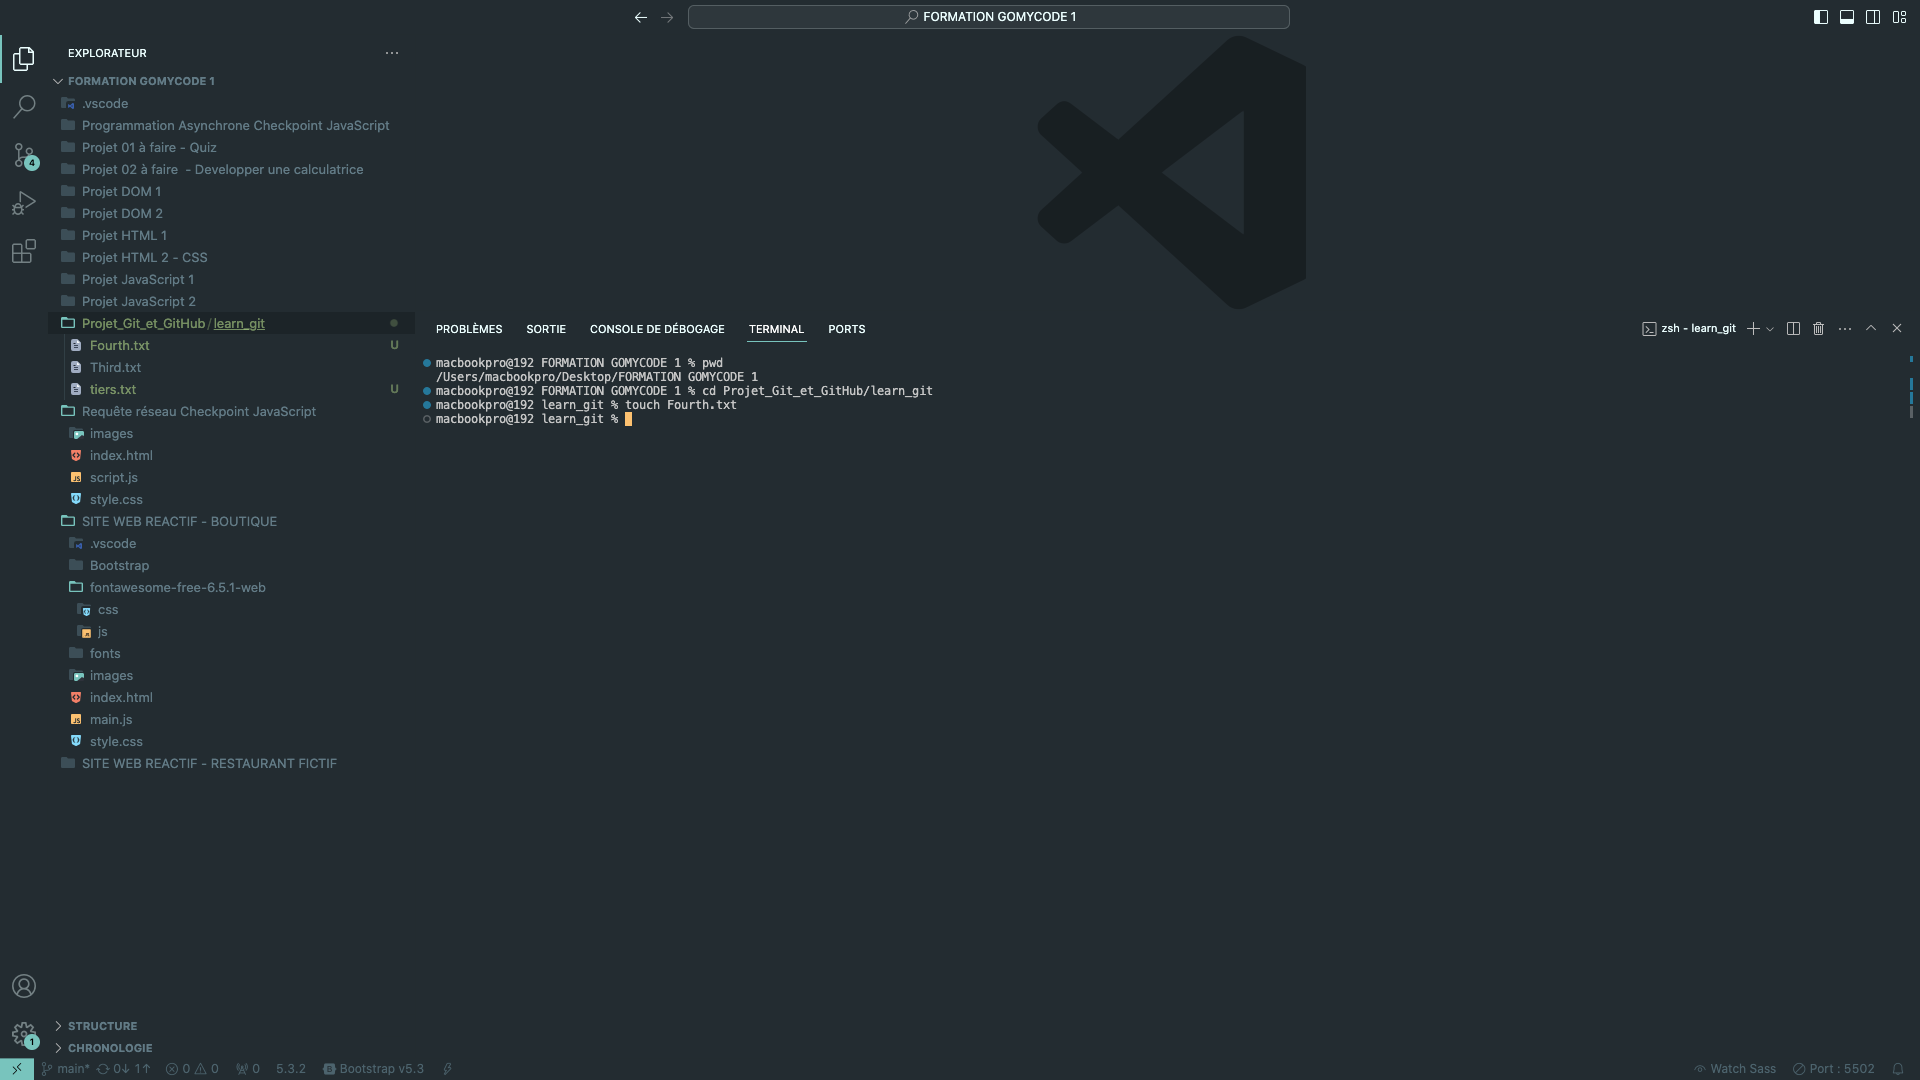 FORMATION GOMYCODE 1
EXPLORATEUR
FORMATION GOMYCODE 1
.vscode
Programmation Asynchrone Checkpoint JavaScript
Projet 01 à faire - Quiz
Projet 02 à faire  - Developper une calculatrice
Projet DOM 1
Projet DOM 2
Projet HTML 1
Projet HTML 2 - CSS
Projet JavaScript 1
Projet JavaScript 2
Projet_Git_et_GitHub / learn_git
Fourth.txt U
Third.txt
tiers.txt U
Requête réseau Checkpoint JavaScript
images
index.html
script.js
style.css
SITE WEB REACTIF - BOUTIQUE
.vscode
Bootstrap
fontawesome-free-6.5.1-web
css
js
fonts
images
index.html
main.js
style.css
SITE WEB REACTIF - RESTAURANT FICTIF
STRUCTURE
CHRONOLOGIE
4
1
PROBLÈMES SORTIE CONSOLE DE DÉBOGAGE TERMINAL PORTS
zsh - learn_git
macbookpro@192 FORMATION GOMYCODE 1 % pwd
/Users/macbookpro/Desktop/FORMATION GOMYCODE 1
macbookpro@192 FORMATION GOMYCODE 1 % cd Projet_Git_et_GitHub/learn_git
macbookpro@192 learn_git % touch Fourth.txt
macbookpro@192 learn_git %
main* 0↓ 1↑ 0 0 0 5.3.2 Bootstrap v5.3 Watch Sass Port : 5502